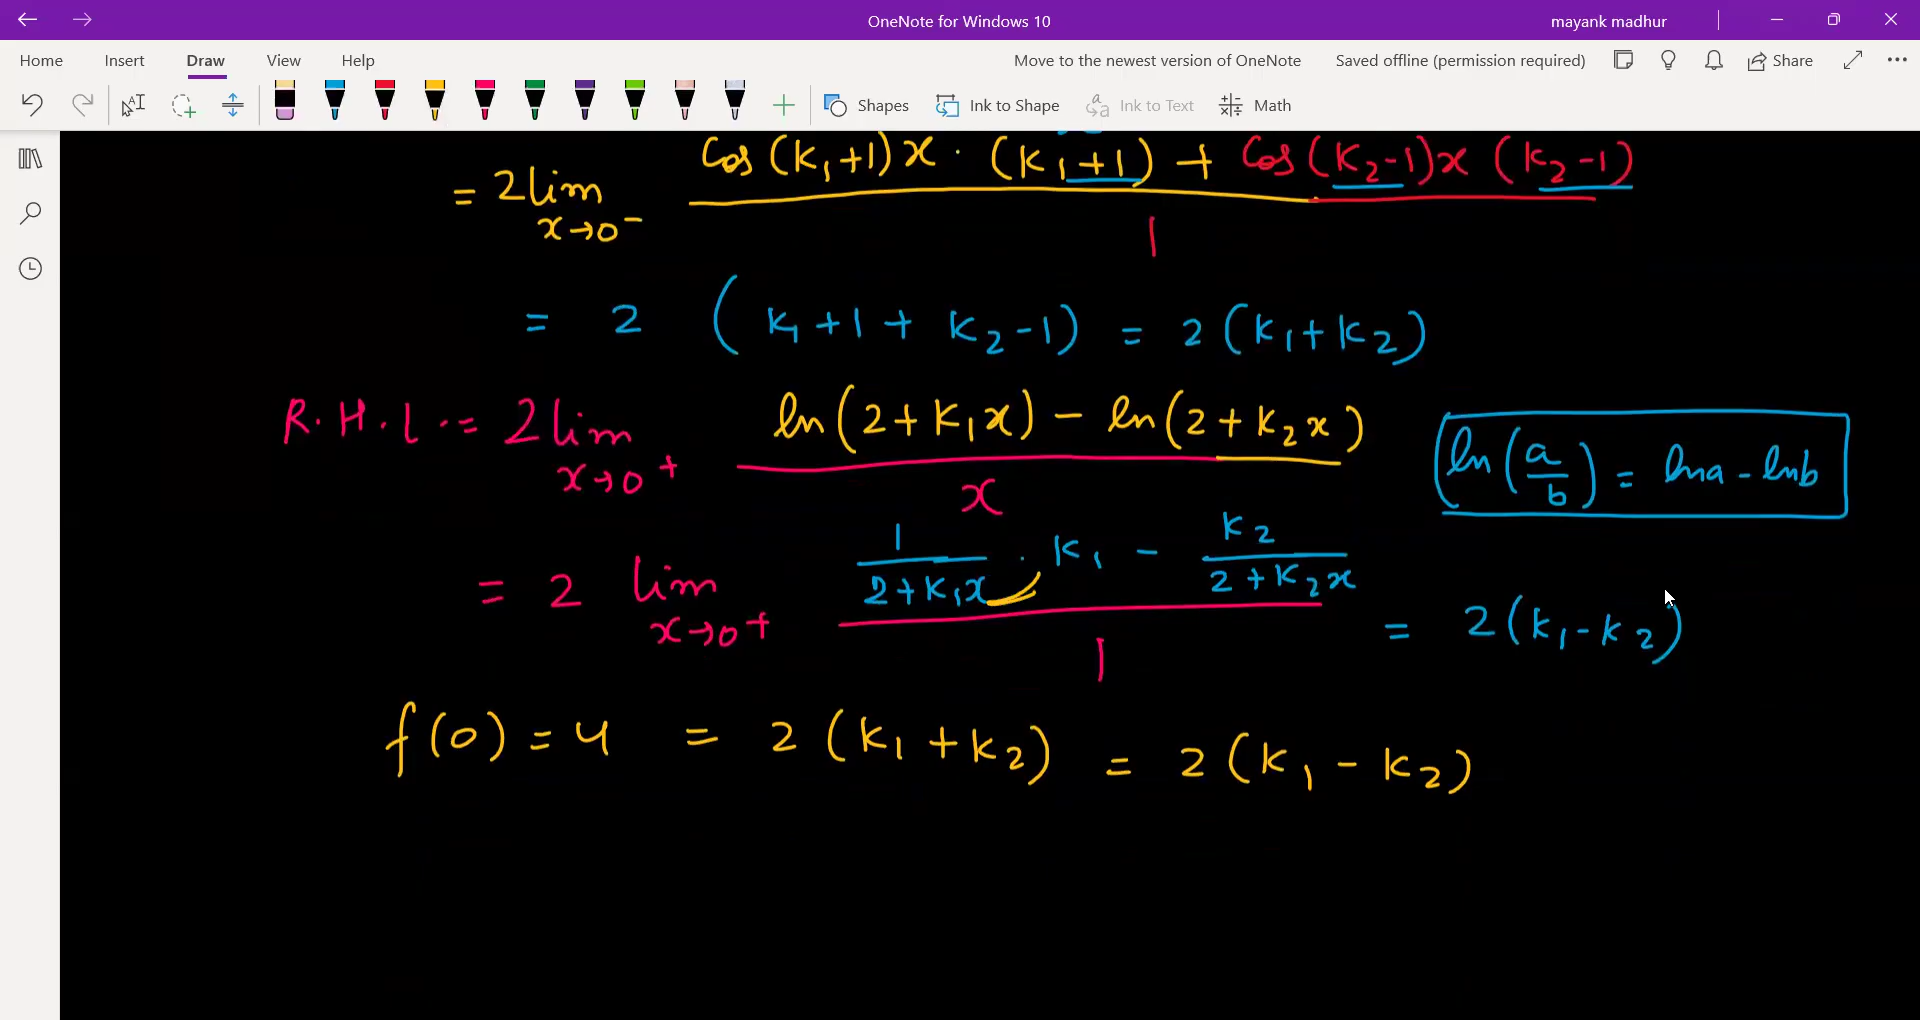 OneNote for Windows 10
mayank madhur
Home Insert Draw View Help Move to the newest version of OneNote Saved offline (permission required) Share
Shapes Ink to Shape Ink to Text Math
= 2 lim x→0⁻ (Cos(k₁+1)x · (k₁+1) + Cos(k₂-1)x (k₂-1)) / 1
= 2 (k₁+1+k₂-1) = 2(k₁+k₂)
R.H.L. = 2 lim x→0⁺ (ln(2+k₁x) - ln(2+k₂x)) / x
ln(a/b) = lna - lnb
= 2 lim x→0⁺ (1/(2+k₁x) · k₁ - k₂/(2+k₂x)) / 1 = 2(k₁-k₂)
f(0) = 4 = 2(k₁+k₂) = 2(k₁-k₂)